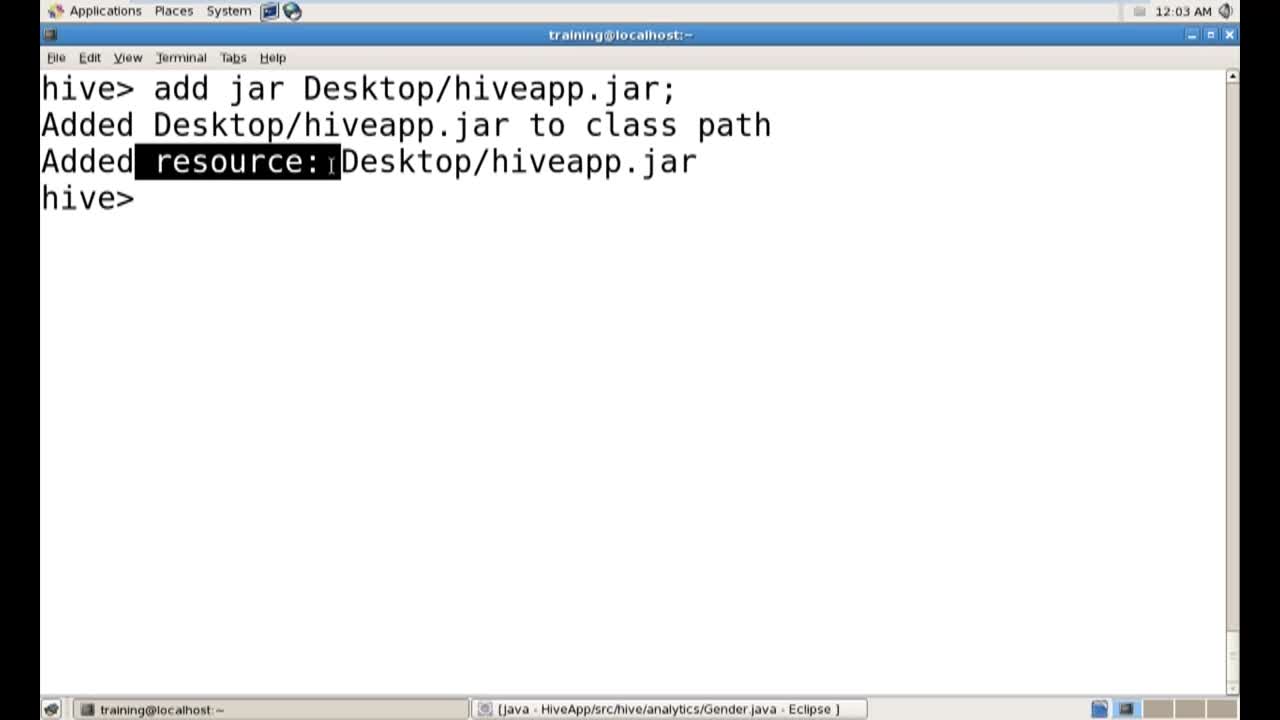 Applications Places System 12:03 AM
training@localhost:~
File Edit View Terminal Tabs Help
hive> add jar Desktop/hiveapp.jar;
Added Desktop/hiveapp.jar to class path
Added resource: Desktop/hiveapp.jar
hive>
training@localhost:~ [Java - HiveApp/src/hive/analytics/Gender.java - Eclipse ]